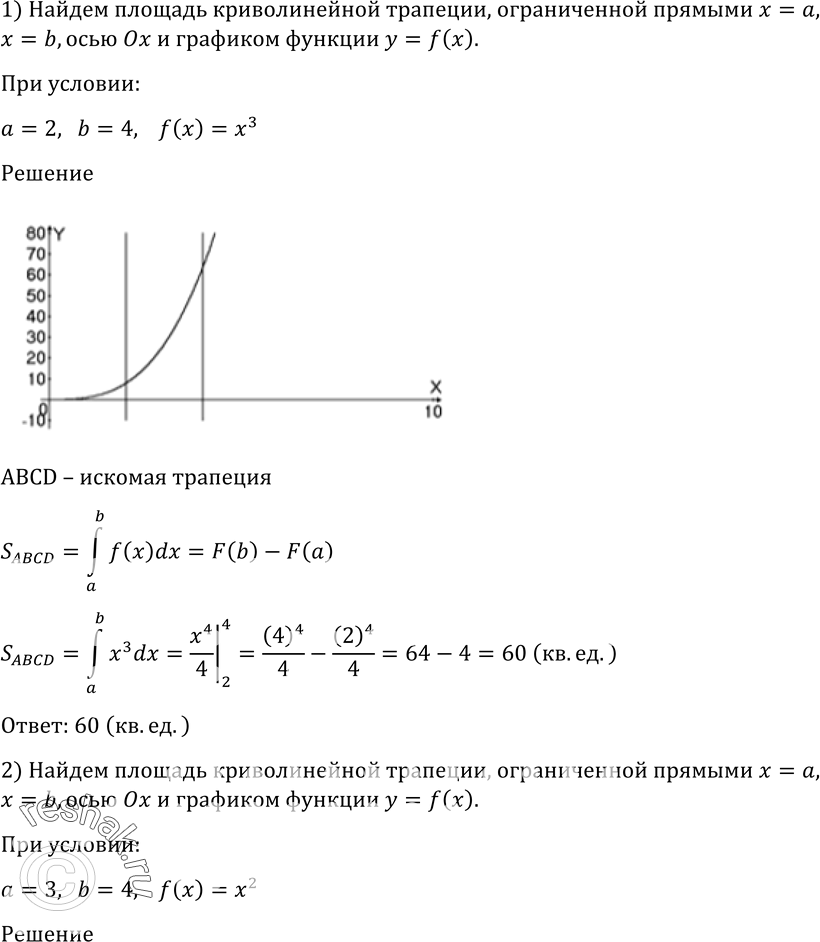 1) Найдем площадь криволинейной трапеции, ограниченной прямыми x = a,
x = b, осью Ox и графиком функции y = f(x).
При условии:
a = 2, b = 4, f(x) = x³
Решение
80 Y
70
60
50
40
30
20
10
0
-10
X
10
ABCD – искомая трапеция
S_ABCD = ∫_a^b f(x)dx = F(b) − F(a)
S_ABCD = ∫_a^b x³dx = x⁴/4 |_2^4 = (4)⁴/4 − (2)⁴/4 = 64 − 4 = 60 (кв. ед. )
Ответ: 60 (кв. ед. )
2) Найдем площадь криволинейной трапеции, ограниченной прямыми x = a,
x = b, осью Ox и графиком функции y = f(x).
При условии:
a = 3, b = 4, f(x) = x²
Решение
© reshak.ru